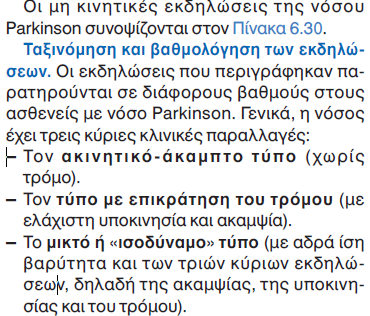 Οι μη κινητικές εκδηλώσεις της νόσου
Parkinson συνοψίζονται στον Πίνακα 6.30.
Ταξινόμηση και βαθμολόγηση των εκδηλώ-
σεων. Οι εκδηλώσεις που περιγράφηκαν πα-
ρατηρούνται σε διάφορους βαθμούς στους
ασθενείς με νόσο Parkinson. Γενικά, η νόσος
έχει τρεις κύριες κλινικές παραλλαγές:
– Τον ακινητικό-άκαμπτο τύπο (χωρίς
τρόμο).
– Τον τύπο με επικράτηση του τρόμου (με
ελάχιστη υποκινησία και ακαμψία).
– Το μικτό ή «ισοδύναμο» τύπο (με αδρά ίση
βαρύτητα και των τριών κύριων εκδηλώ-
σεων, δηλαδή της ακαμψίας, της υποκινη-
σίας και του τρόμου).